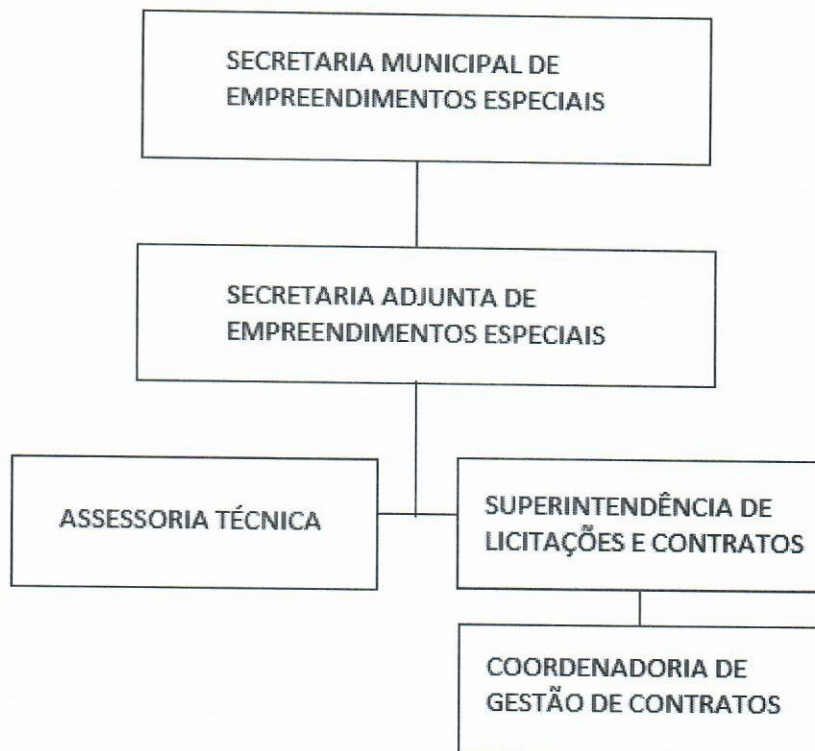 SECRETARIA MUNICIPAL DE
EMPREENDIMENTOS ESPECIAIS
SECRETARIA ADJUNTA DE
EMPREENDIMENTOS ESPECIAIS
ASSESSORIA TÉCNICA
SUPERINTENDÊNCIA DE
LICITAÇÕES E CONTRATOS
COORDENADORIA DE
GESTÃO DE CONTRATOS